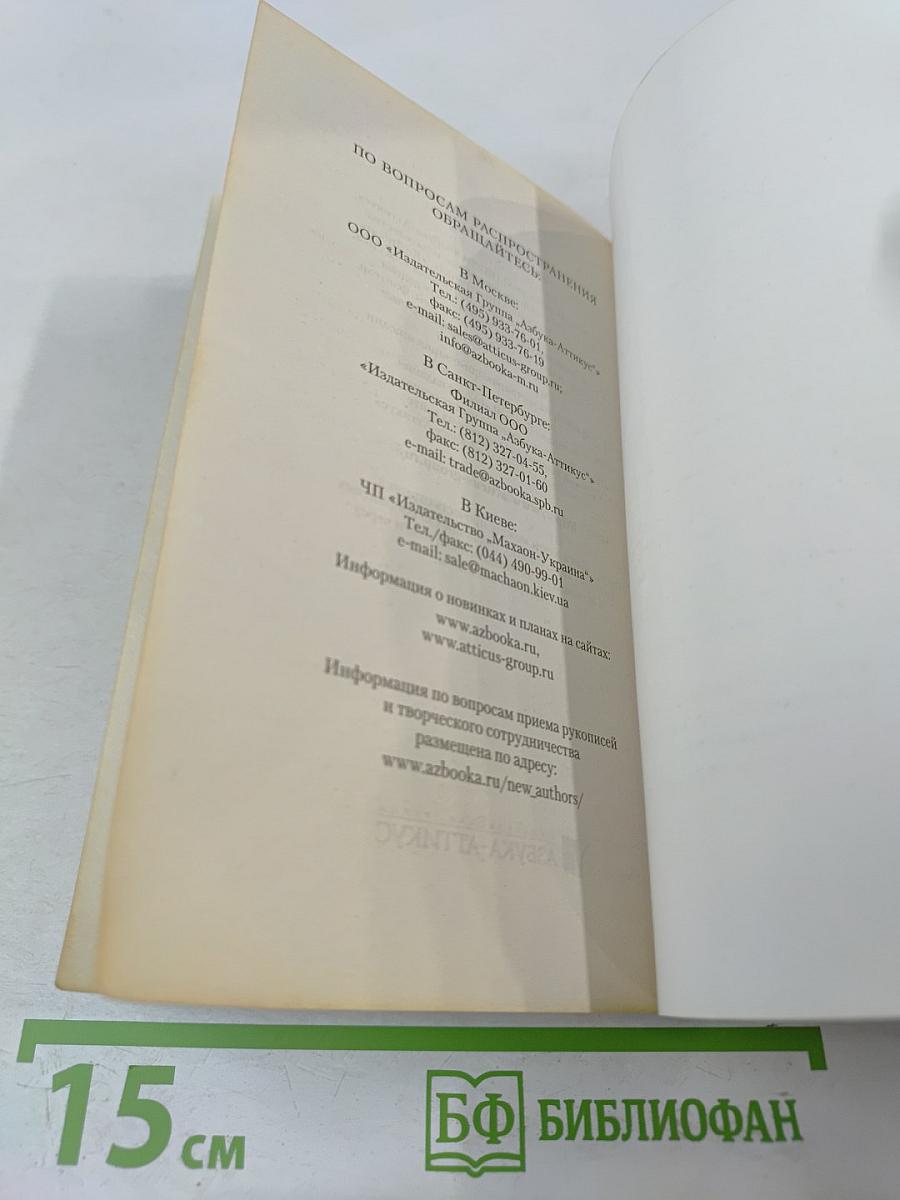 ПО ВОПРОСАМ РАСПРОСТРАНЕНИЯ
ОБРАЩАЙТЕСЬ:
В Москве:
ООО «Издательская Группа „Азбука-Аттикус“»
Тел.: (495) 933-76-01,
факс: (495) 933-76-19
e-mail: sales@atticus-group.ru;
info@azbooka-m.ru
В Санкт-Петербурге:
Филиал ООО
«Издательская Группа „Азбука-Аттикус“»
Тел.: (812) 327-04-55,
факс: (812) 327-01-60
e-mail: trade@azbooka.spb.ru
В Киеве:
ЧП «Издательство „Махаон-Украина“»
Тел./факс: (044) 490-99-01
e-mail: sale@machaon.kiev.ua
Информация о новинках и планах на сайтах:
www.azbooka.ru,
www.atticus-group.ru
Информация по вопросам приема рукописей
и творческого сотрудничества
размещена по адресу:
www.azbooka.ru/new_authors/
АЗБУКА-АТТИКУС
15 см
БФ БИБЛИОФАН